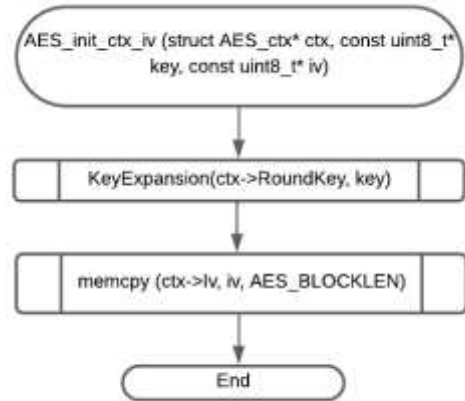 AES_init_ctx_iv (struct AES_ctx* ctx, const uint8_t*
key, const uint8_t* iv)
KeyExpansion(ctx->RoundKey, key)
memcpy (ctx->Iv, iv, AES_BLOCKLEN)
End